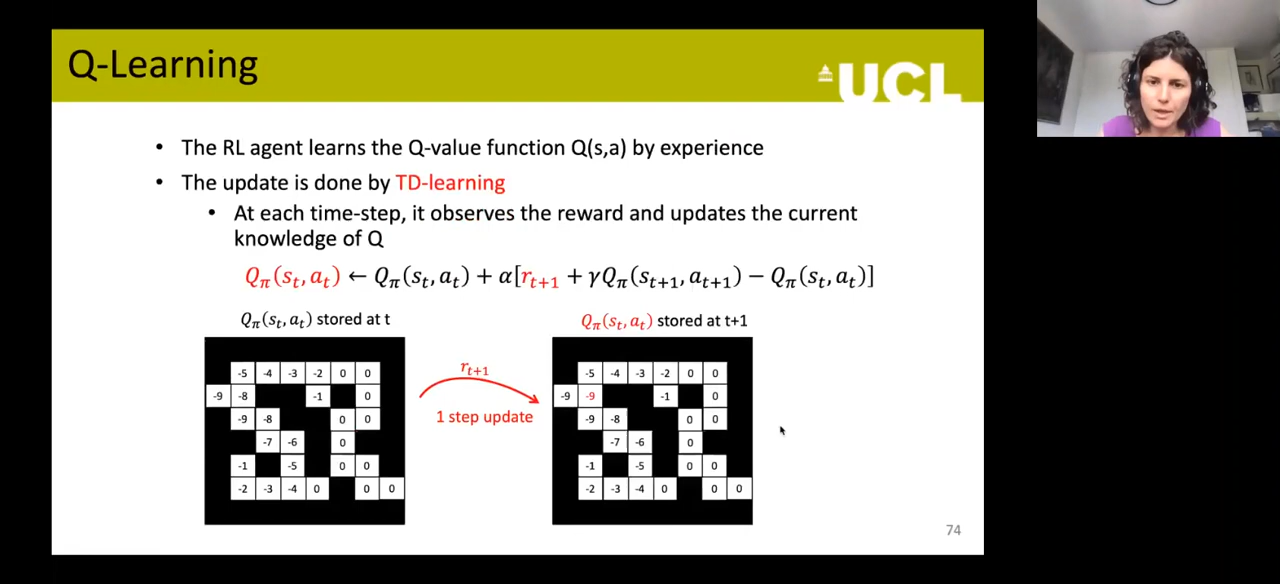 Q-Learning
UCL
• The RL agent learns the Q-value function Q(s,a) by experience
• The update is done by TD-learning
• At each time-step, it observes the reward and updates the current
knowledge of Q
Qπ(st, at) ← Qπ(st, at) + α[rt+1 + γQπ(st+1, at+1) − Qπ(st, at)]
Qπ(st, at) stored at t
Qπ(st, at) stored at t+1
-5 -4 -3 -2 0 0
-9 -8 -1 0
-9 -8 0 0
-7 -6 0
-1 -5 0 0
-2 -3 -4 0 0 0
rt+1
1 step update
-5 -4 -3 -2 0 0
-9 -9 -1 0
-9 -8 0 0
-7 -6 0
-1 -5 0 0
-2 -3 -4 0 0 0
74